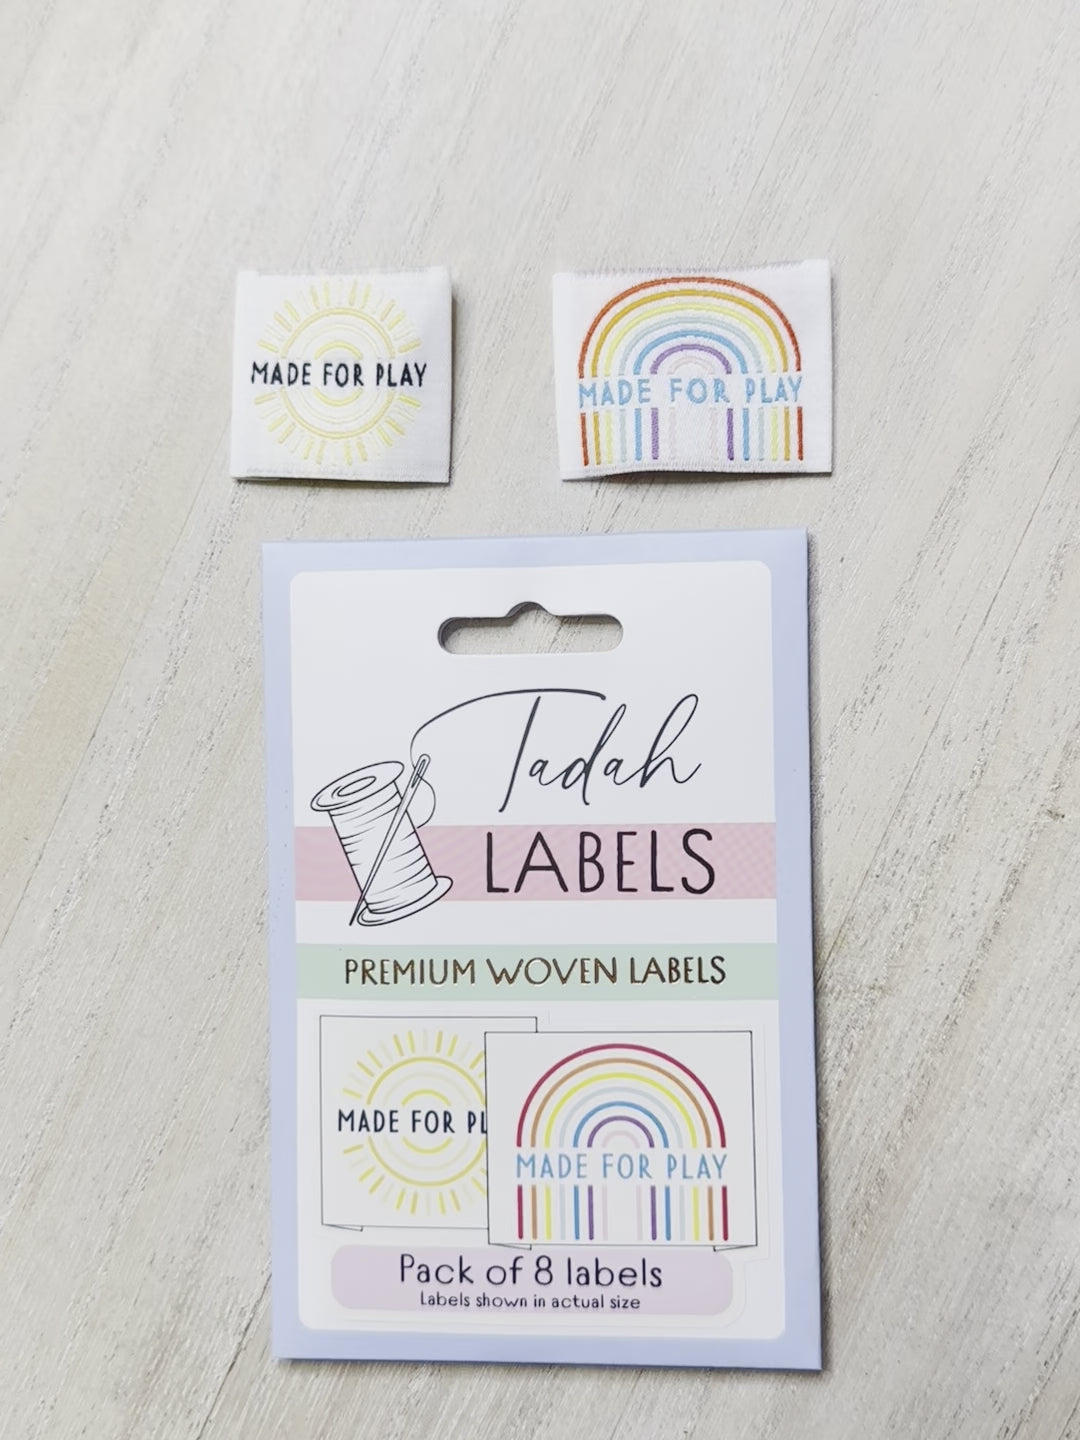 MADE FOR PLAY
MADE FOR PLAY
Tadah
LABELS
PREMIUM WOVEN LABELS
MADE FOR PL
MADE FOR PLAY
Pack of 8 labels
Labels shown in actual size